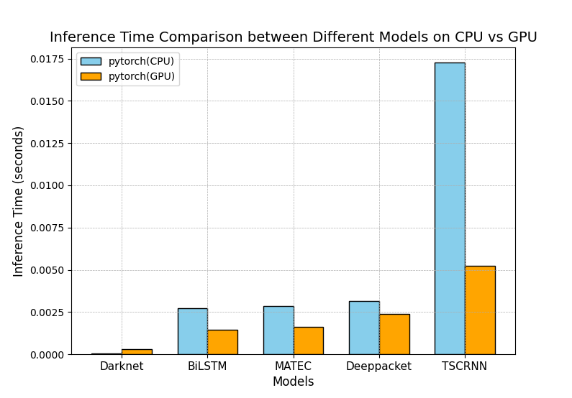 Inference Time Comparison between Different Models on CPU vs GPU
pytorch(CPU)
pytorch(GPU)
Inference Time (seconds)
0.0175
0.0150
0.0125
0.0100
0.0075
0.0050
0.0025
0.0000
Darknet BiLSTM MATEC Deeppacket TSCRNN
Models